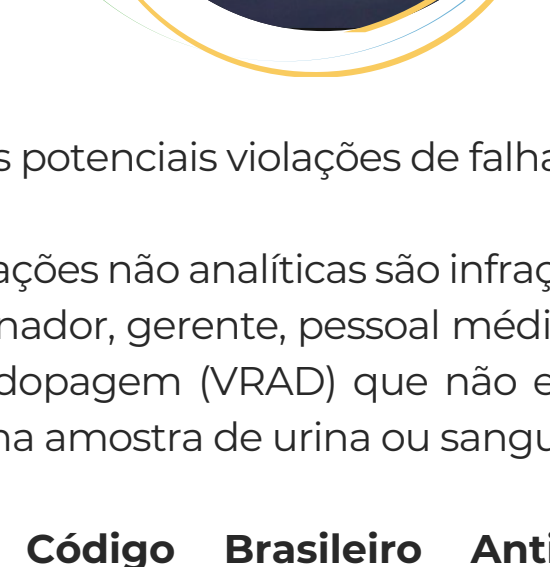 s potenciais violações de falha
ações não analíticas são infraç
nador, gerente, pessoal médi
dopagem (VRAD) que não e
na amostra de urina ou sangu
Código Brasileiro Anti